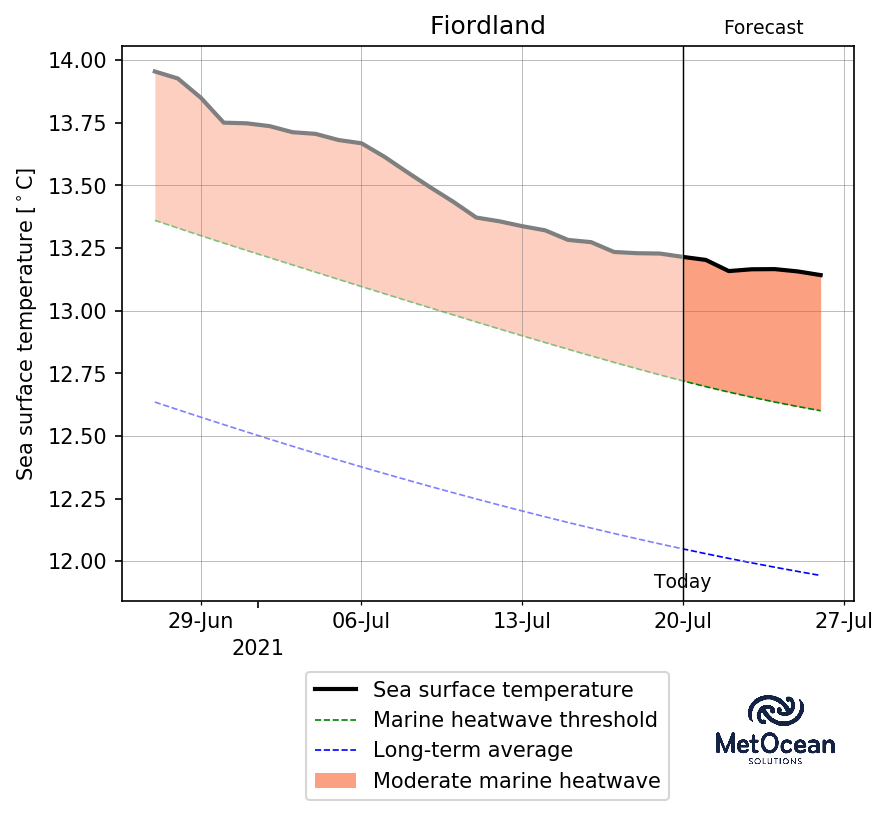 Fiordland
Forecast
Sea surface temperature [°C]
14.00
13.75
13.50
13.25
13.00
12.75
12.50
12.25
12.00
Today
29-Jun
06-Jul
13-Jul
20-Jul
27-Jul
2021
Sea surface temperature
Marine heatwave threshold
Long-term average
Moderate marine heatwave
MetOcean
SOLUTIONS